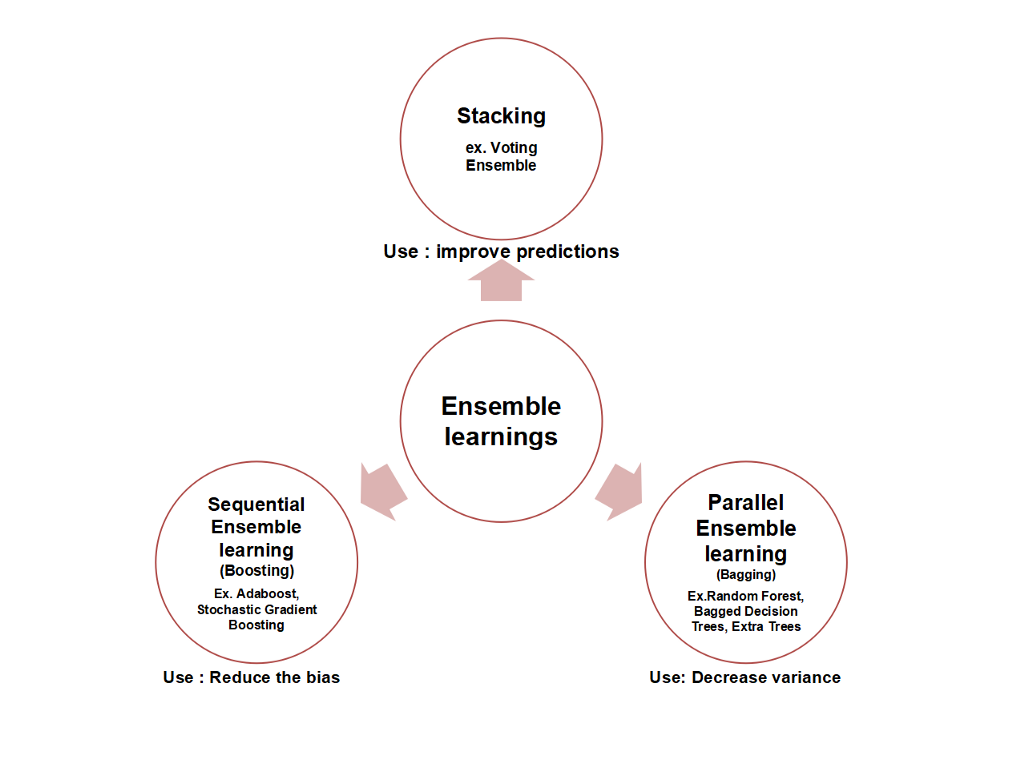 Stacking
ex. Voting
Ensemble
Use : improve predictions
Ensemble
learnings
Sequential
Ensemble
learning
(Boosting)
Ex. Adaboost,
Stochastic Gradient
Boosting
Use : Reduce the bias
Parallel
Ensemble
learning
(Bagging)
Ex.Random Forest,
Bagged Decision
Trees, Extra Trees
Use: Decrease variance